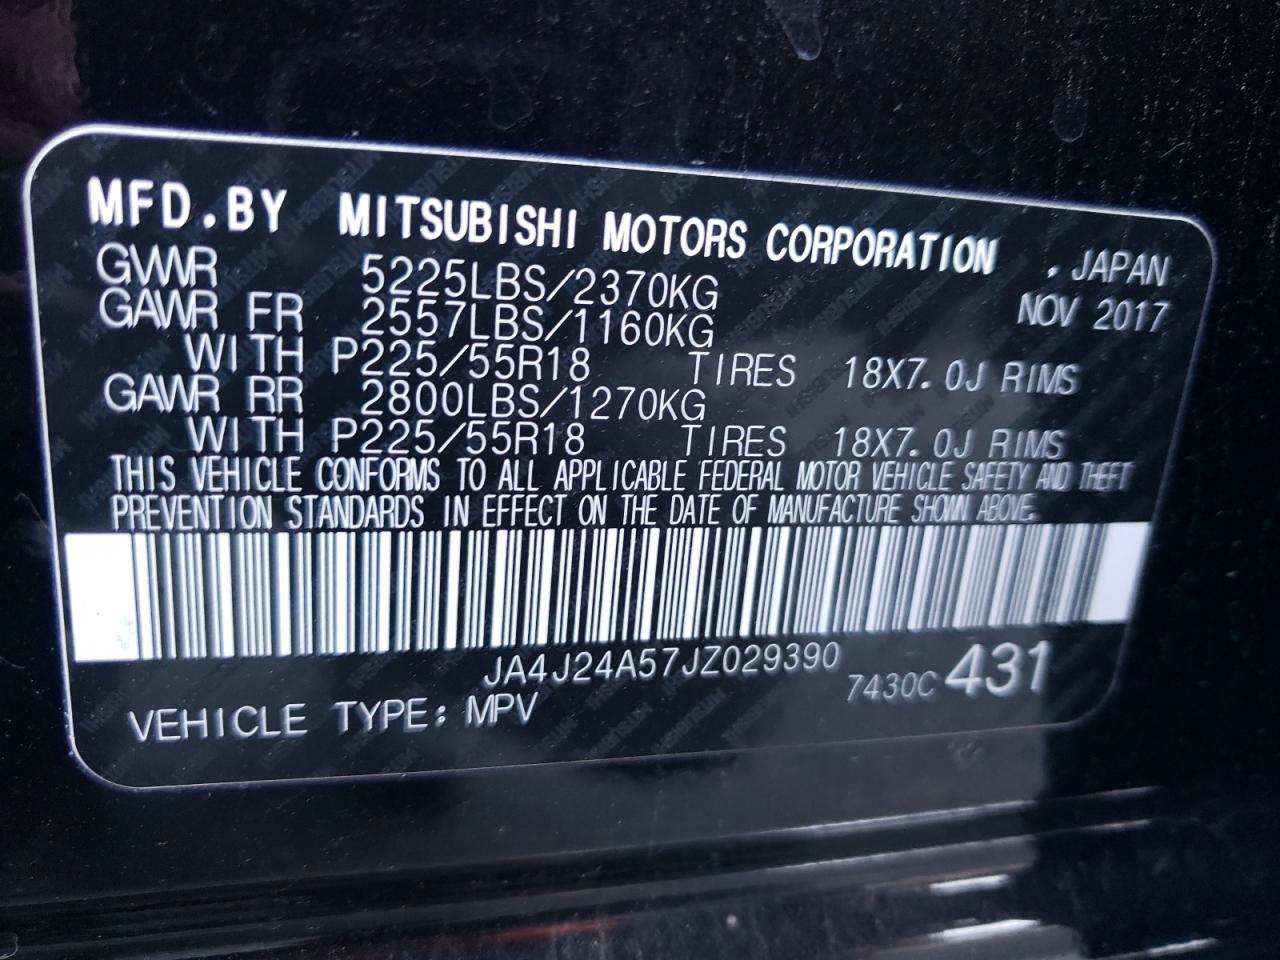 MFD.BY MITSUBISHI MOTORS CORPORATION . JAPAN
GVWR 5225LBS/2370KG NOV 2017
GAWR FR 2557LBS/1160KG
WITH P225/55R18 TIRES 18X7.0J RIMS
GAWR RR 2800LBS/1270KG
WITH P225/55R18 TIRES 18X7.0J RIMS
THIS VEHICLE CONFORMS TO ALL APPLICABLE FEDERAL MOTOR VEHICLE SAFETY AND THEFT
PREVENTION STANDARDS IN EFFECT ON THE DATE OF MANUFACTURE SHOWN ABOVE.
JA4J24A57JZ029390 7430C 431
VEHICLE TYPE: MPV